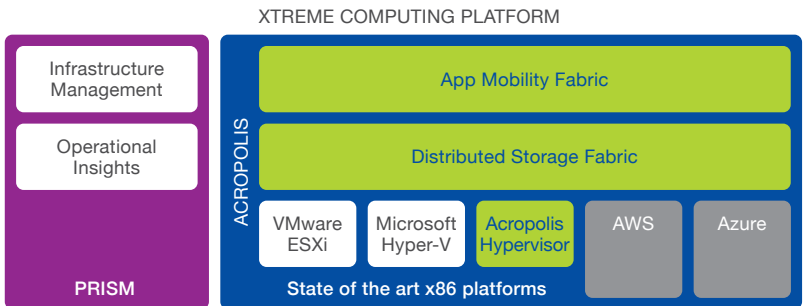 XTREME COMPUTING PLATFORM
Infrastructure
Management
Operational
Insights
PRISM
ACROPOLIS
App Mobility Fabric
Distributed Storage Fabric
VMware
ESXi
Microsoft
Hyper-V
Acropolis
Hypervisor
AWS
Azure
State of the art x86 platforms